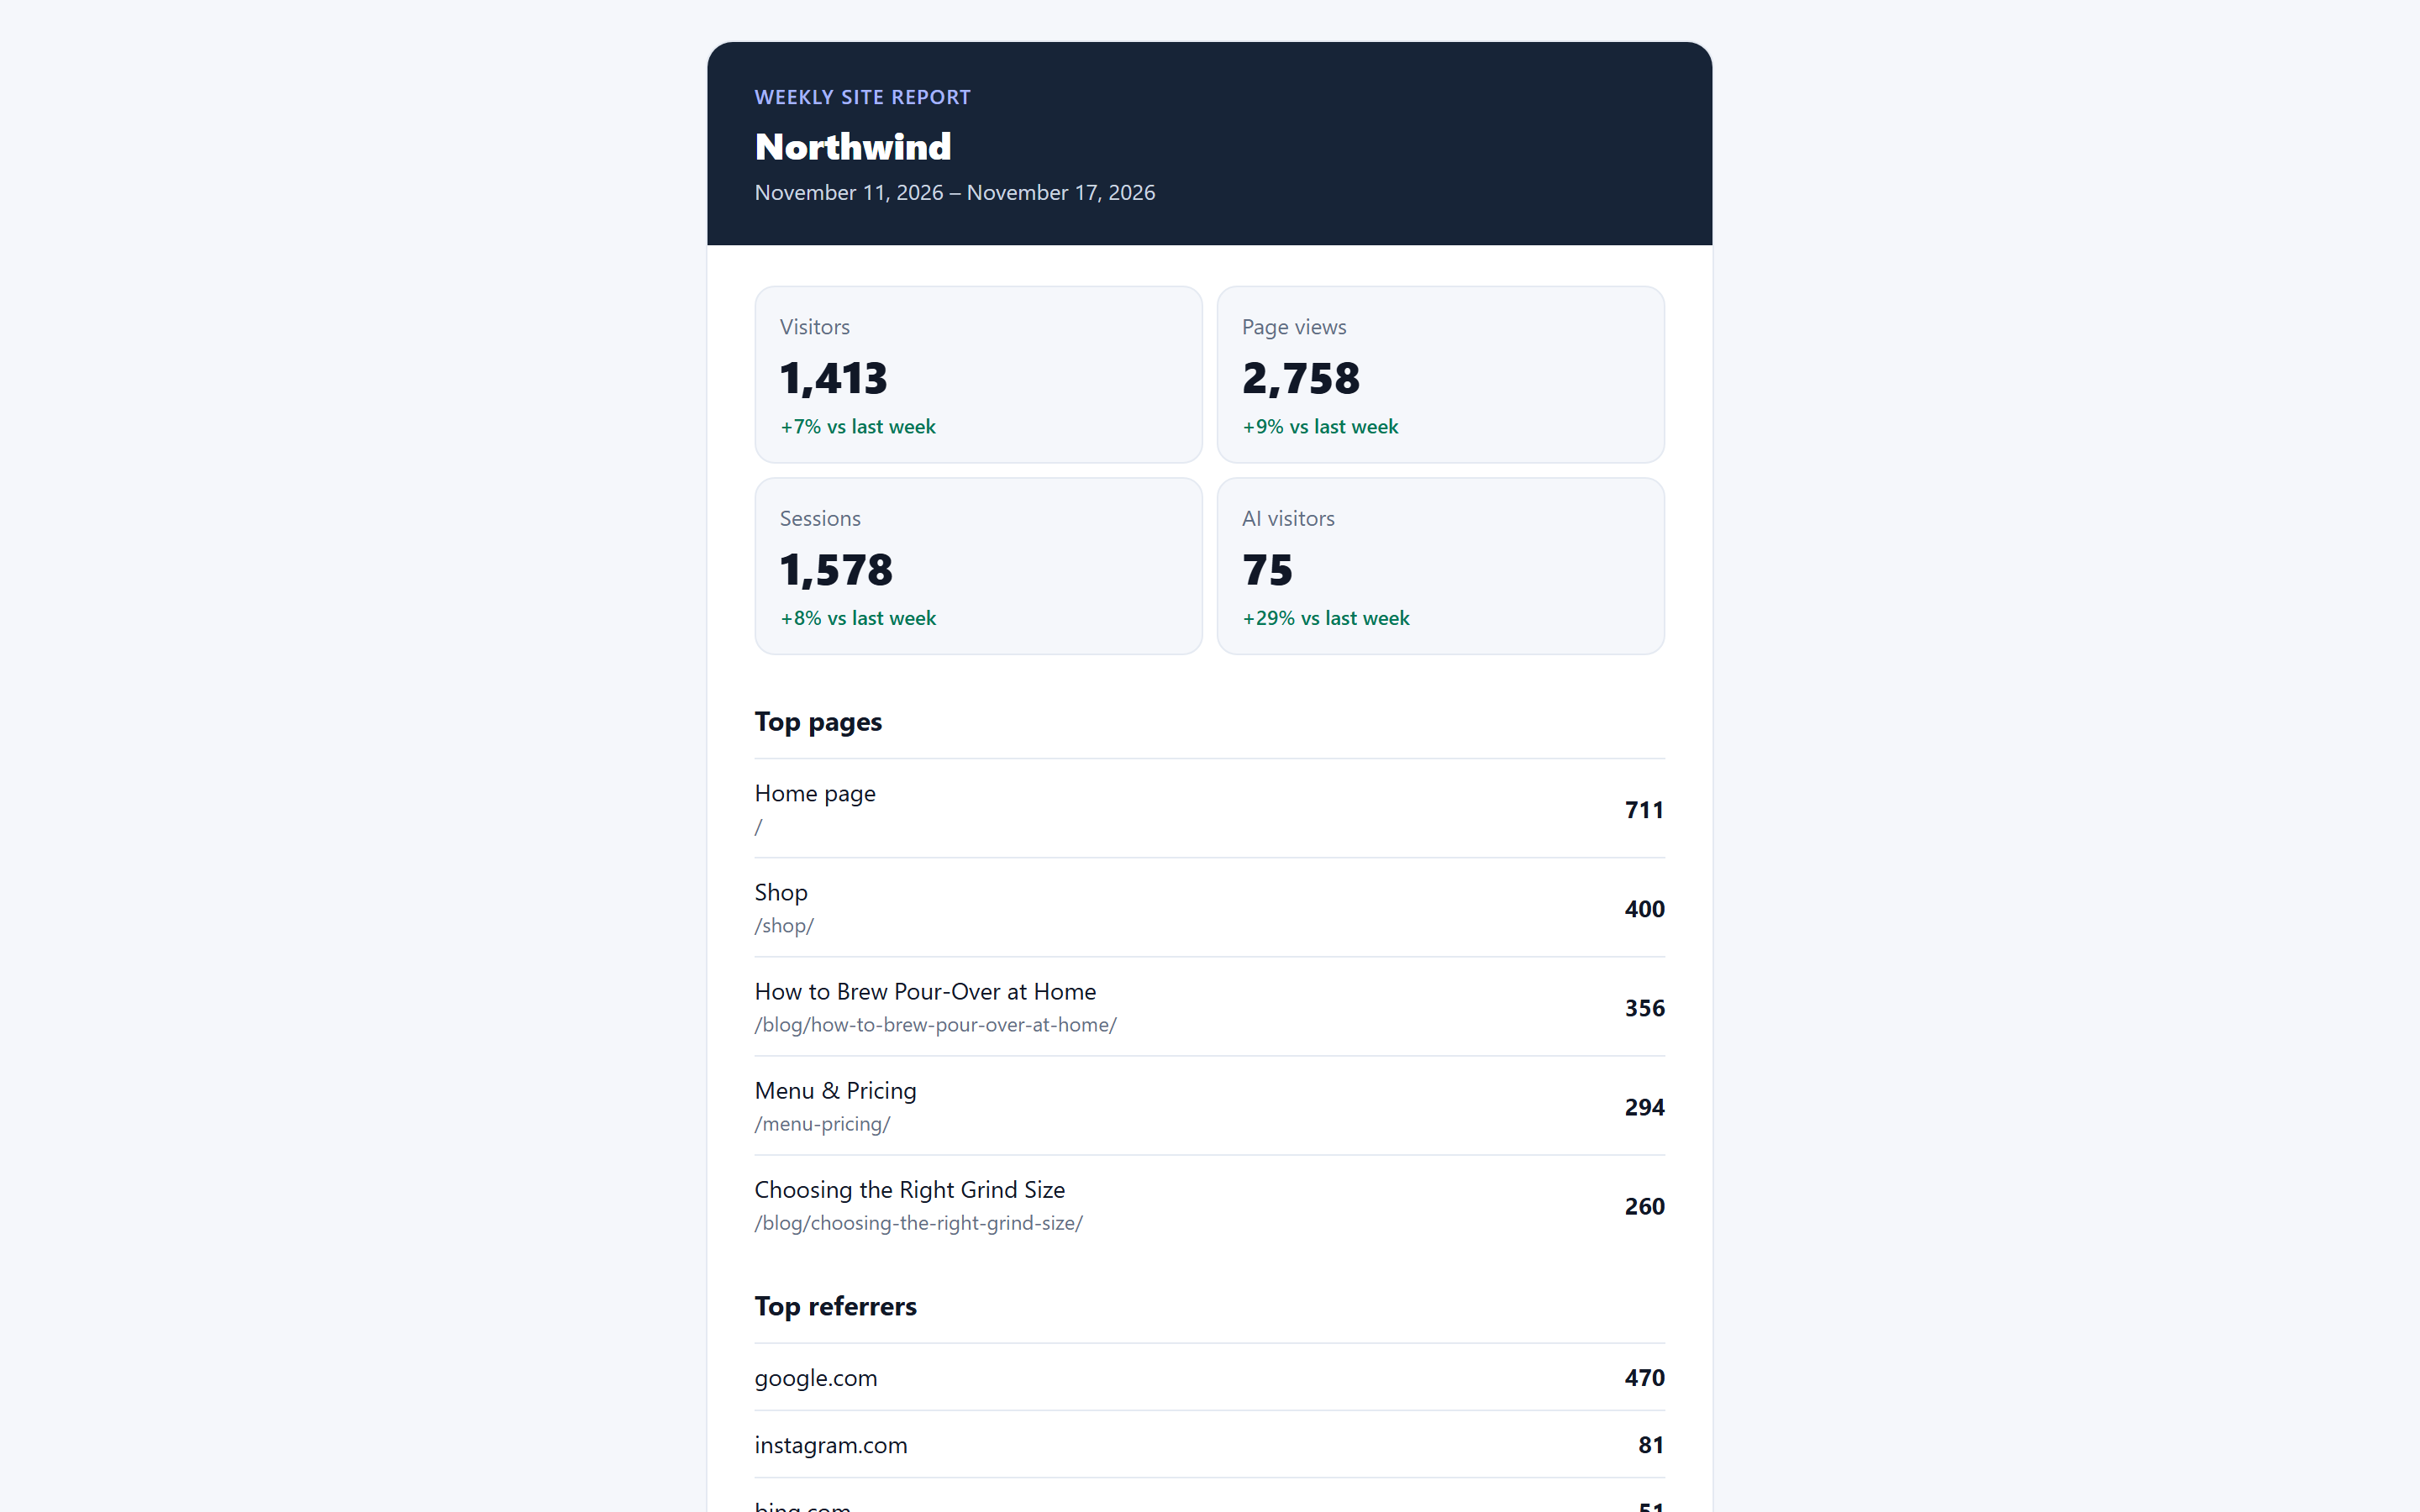 WEEKLY SITE REPORT
Northwind
November 11, 2026 – November 17, 2026
Visitors
1,413
+7% vs last week
Page views
2,758
+9% vs last week
Sessions
1,578
+8% vs last week
AI visitors
75
+29% vs last week
Top pages
Home page
/
711
Shop
/shop/
400
How to Brew Pour-Over at Home
/blog/how-to-brew-pour-over-at-home/
356
Menu & Pricing
/menu-pricing/
294
Choosing the Right Grind Size
/blog/choosing-the-right-grind-size/
260
Top referrers
google.com
470
instagram.com
81
bing.com
51